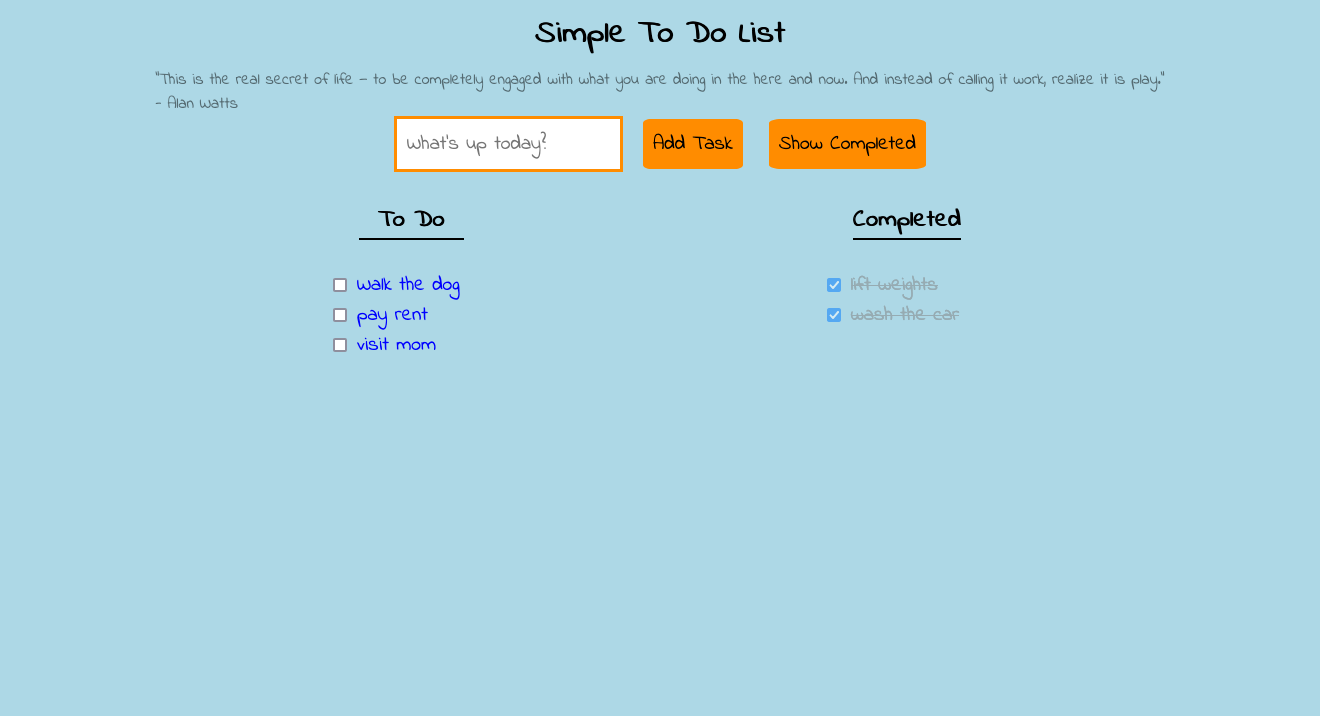 Simple To Do List
"This is the real secret of life – to be completely engaged with what you are doing in the here and now. And instead of calling it work, realize it is play."
- Alan Watts
What's up today?
Add Task
Show Completed
To Do
Completed
Walk the dog
pay rent
visit mom
lift weights
wash the car